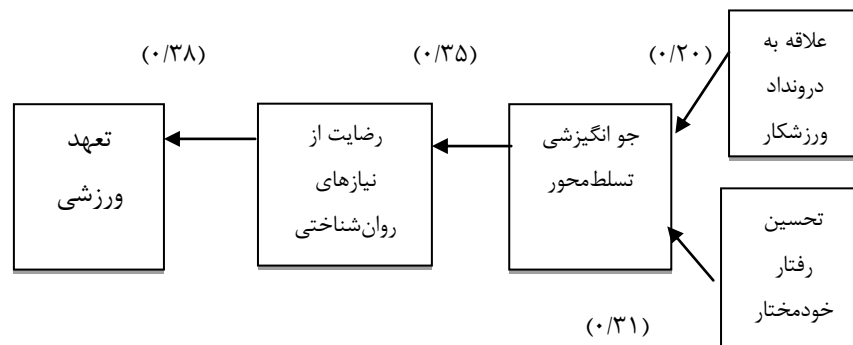 علاقه به
درونداد
ورزشکار
(۰/۲۰)
(۰/۳۵)
(۰/۳۸)
جو انگیزشی
تسلط‌محور
رضایت از
نیازهای
روان‌شناختی
تعهد
ورزشی
تحسین
رفتار
خودمختار
(۰/۳۱)